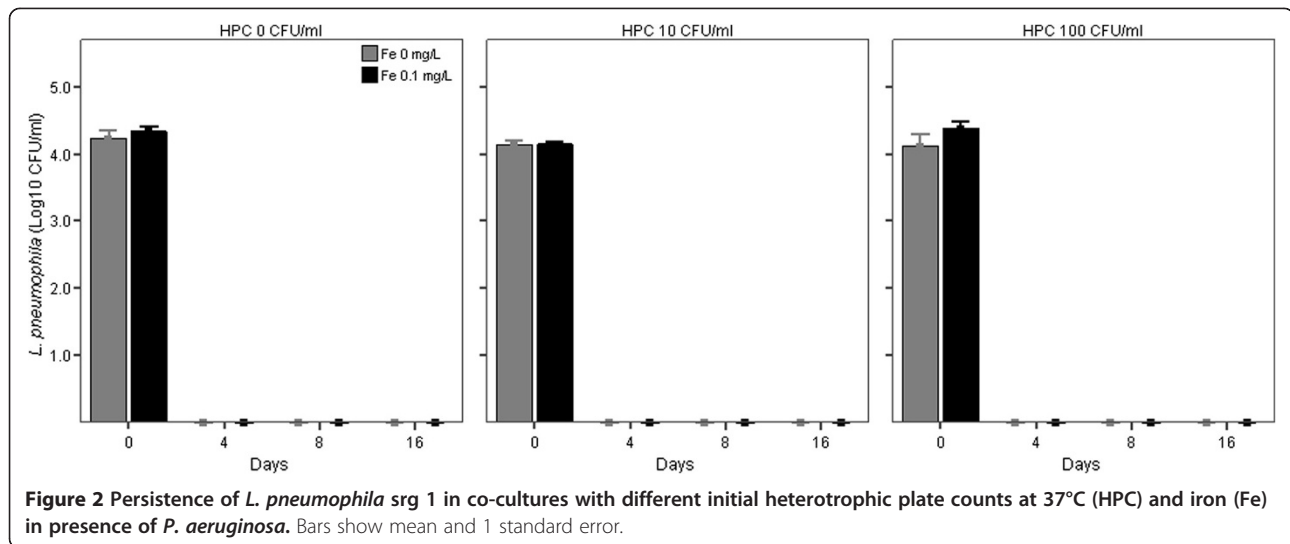 HPC 0 CFU/ml
HPC 10 CFU/ml
HPC 100 CFU/ml
Fe 0 mg/L
Fe 0.1 mg/L
L. pneumophila (Log10 CFU/ml)
5.0
4.0
3.0
2.0
1.0
0 4 8 16
0 4 8 16
0 4 8 16
Days
Days
Days
Figure 2 Persistence of L. pneumophila srg 1 in co-cultures with different initial heterotrophic plate counts at 37°C (HPC) and iron (Fe)
in presence of P. aeruginosa. Bars show mean and 1 standard error.